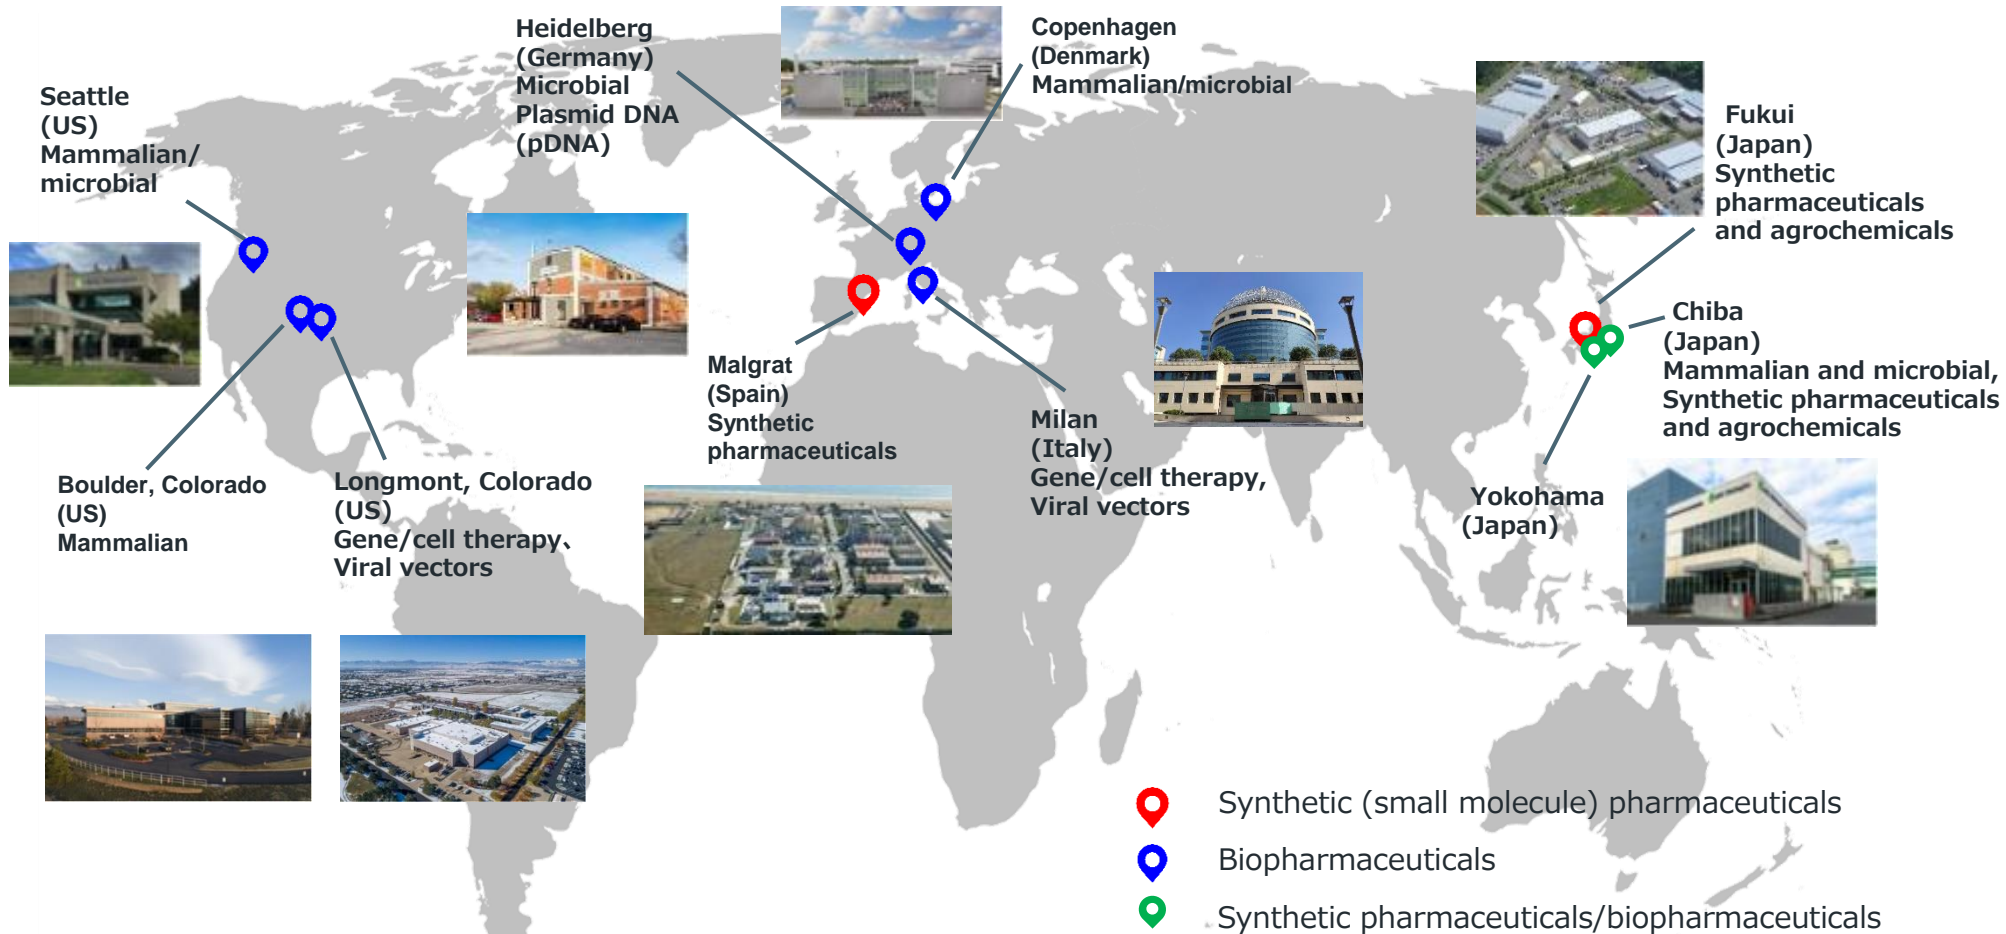 Seattle
(US)
Mammalian/
microbial
Heidelberg
(Germany)
Microbial
Plasmid DNA
(pDNA)
Copenhagen
(Denmark)
Mammalian/microbial
Fukui
(Japan)
Synthetic
pharmaceuticals
and agrochemicals
Chiba
(Japan)
Mammalian and microbial,
Synthetic pharmaceuticals
and agrochemicals
Malgrat
(Spain)
Synthetic
pharmaceuticals
Milan
(Italy)
Gene/cell therapy,
Viral vectors
Boulder, Colorado
(US)
Mammalian
Longmont, Colorado
(US)
Gene/cell therapy、
Viral vectors
Yokohama
(Japan)
Synthetic (small molecule) pharmaceuticals
Biopharmaceuticals
Synthetic pharmaceuticals/biopharmaceuticals